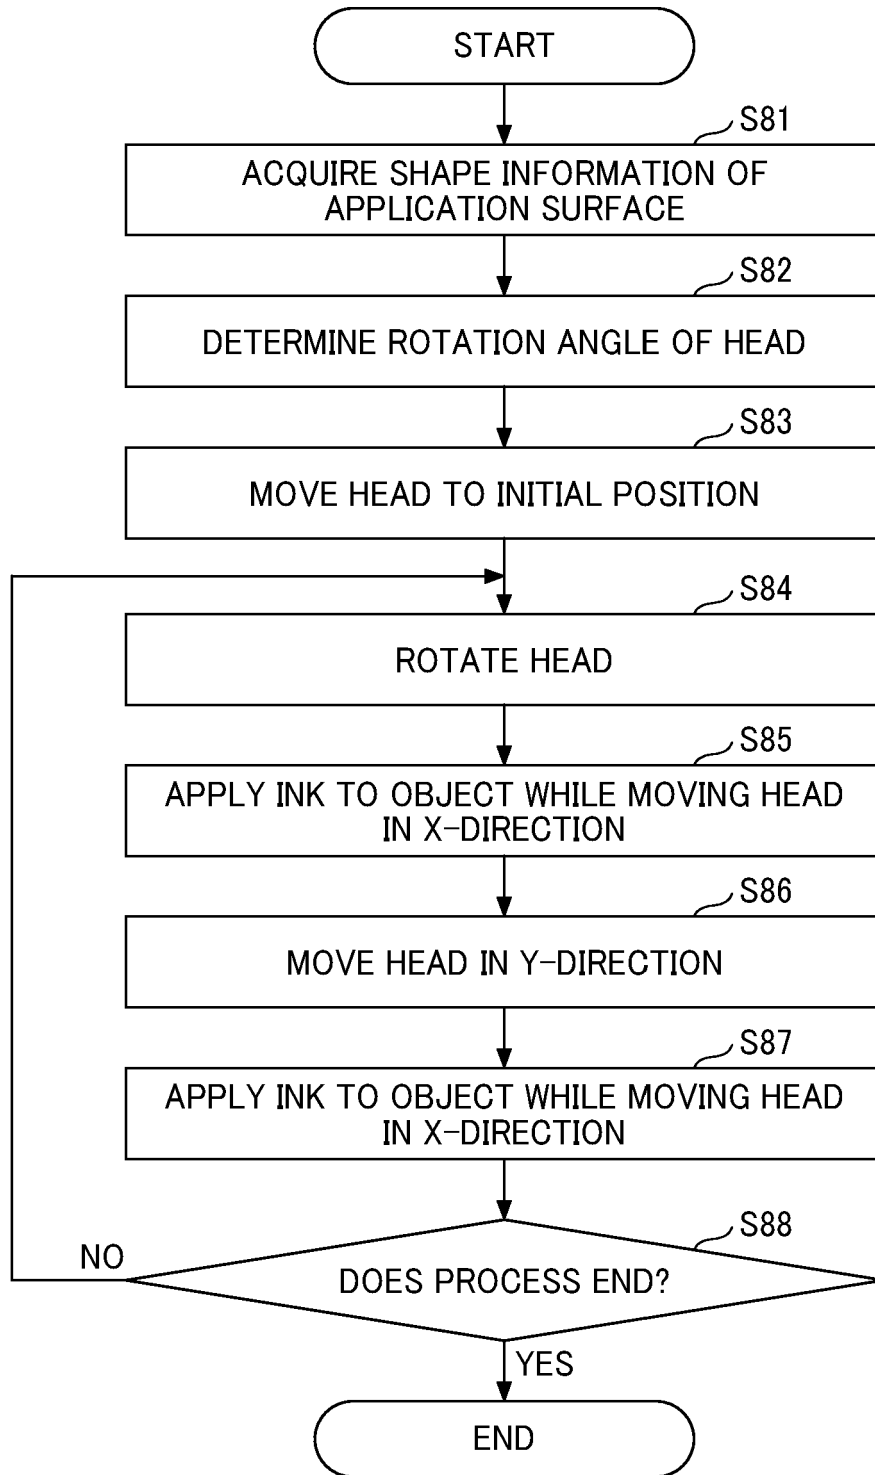 START
S81
ACQUIRE SHAPE INFORMATION OF
APPLICATION SURFACE
S82
DETERMINE ROTATION ANGLE OF HEAD
S83
MOVE HEAD TO INITIAL POSITION
S84
ROTATE HEAD
S85
APPLY INK TO OBJECT WHILE MOVING HEAD
IN X-DIRECTION
S86
MOVE HEAD IN Y-DIRECTION
S87
APPLY INK TO OBJECT WHILE MOVING HEAD
IN X-DIRECTION
S88
NO
DOES PROCESS END?
YES
END